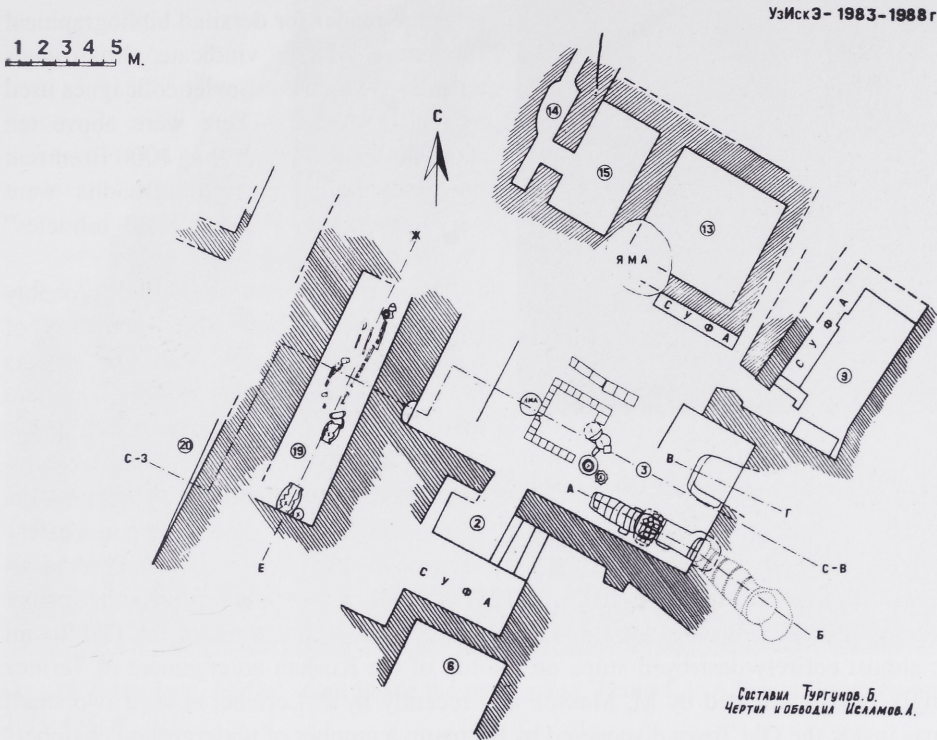 УзИскЭ-1983-1988г
1 2 3 4 5 М.
С
14
15
13
Ж
ЯМА
СУФА
СУФА
9
ЯМА
20
С-З
19
3
В
А
Г
2
С-В
Е
СУФА
Б
6
Составил Тургунов.Б.
Чертил и обводил Исламов.А.